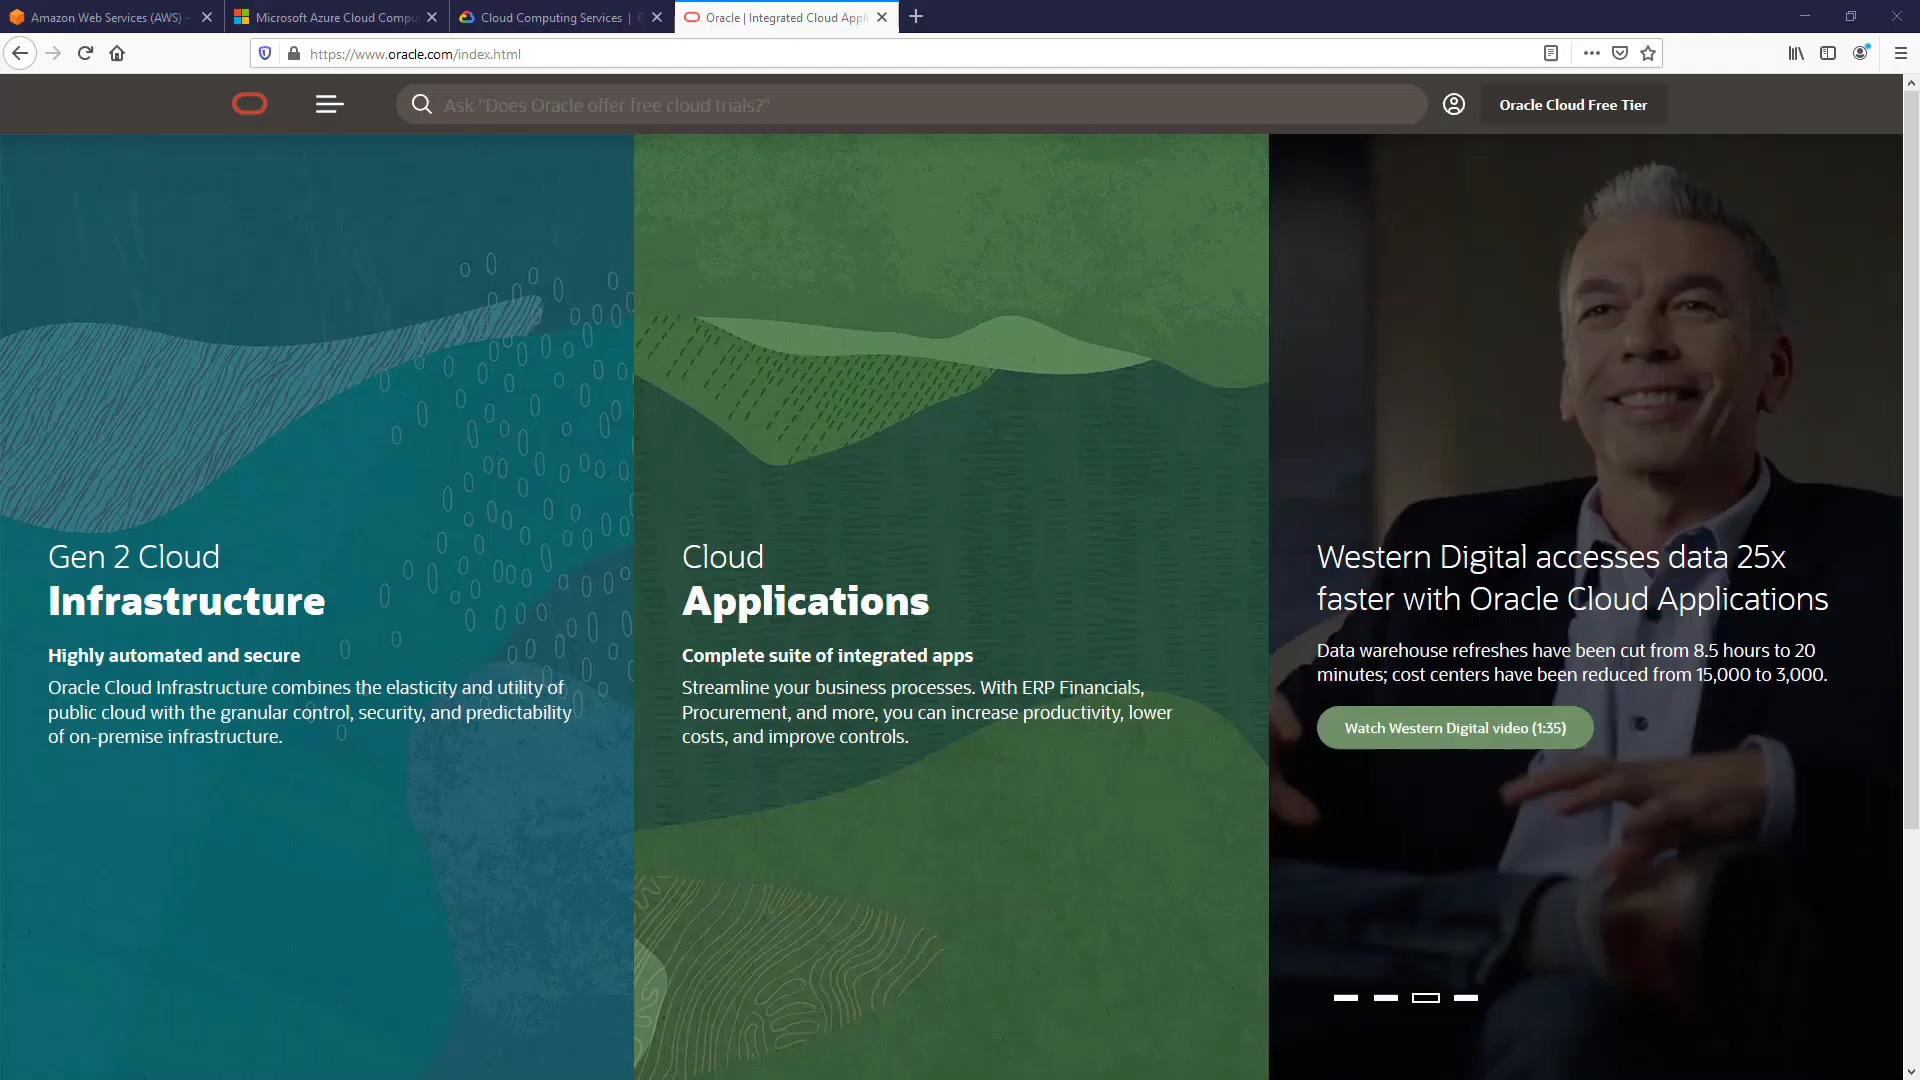 Amazon Web Services (AWS) -
Microsoft Azure Cloud Compu
Cloud Computing Services |
Oracle | Integrated Cloud Appl
https://www.oracle.com/index.html
Ask "Does Oracle offer free cloud trials?"
Oracle Cloud Free Tier
Gen 2 Cloud
Infrastructure
Highly automated and secure
Oracle Cloud Infrastructure combines the elasticity and utility of
public cloud with the granular control, security, and predictability
of on-premise infrastructure.
Cloud
Applications
Complete suite of integrated apps
Streamline your business processes. With ERP Financials,
Procurement, and more, you can increase productivity, lower
costs, and improve controls.
Western Digital accesses data 25x
faster with Oracle Cloud Applications
Data warehouse refreshes have been cut from 8.5 hours to 20
minutes; cost centers have been reduced from 15,000 to 3,000.
Watch Western Digital video (1:35)